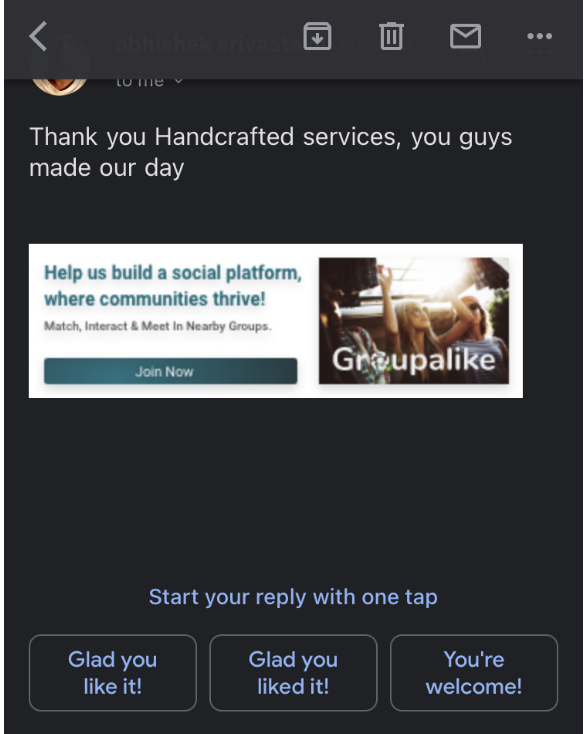 abhishek srivasta
to me
Thank you Handcrafted services, you guys
made our day
Help us build a social platform,
where communities thrive!
Match, Interact & Meet In Nearby Groups.
Join Now
Groupalike
Start your reply with one tap
Glad you
like it!
Glad you
liked it!
You're
welcome!